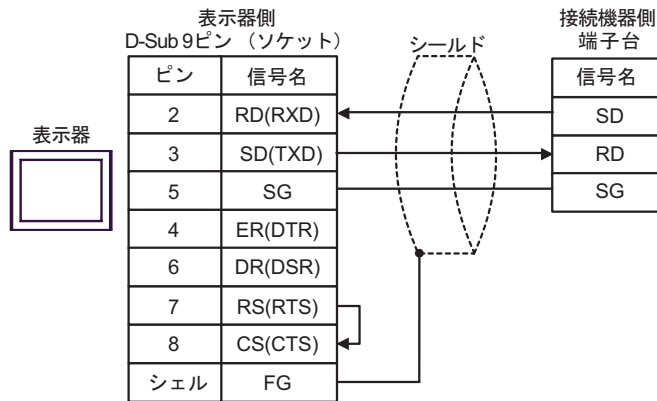 表示器側
D-Sub 9ピン （ソケット）
シールド
接続機器側
端子台
表示器
ピン 信号名
2 RD(RXD)
3 SD(TXD)
5 SG
4 ER(DTR)
6 DR(DSR)
7 RS(RTS)
8 CS(CTS)
シェル FG
信号名
SD
RD
SG